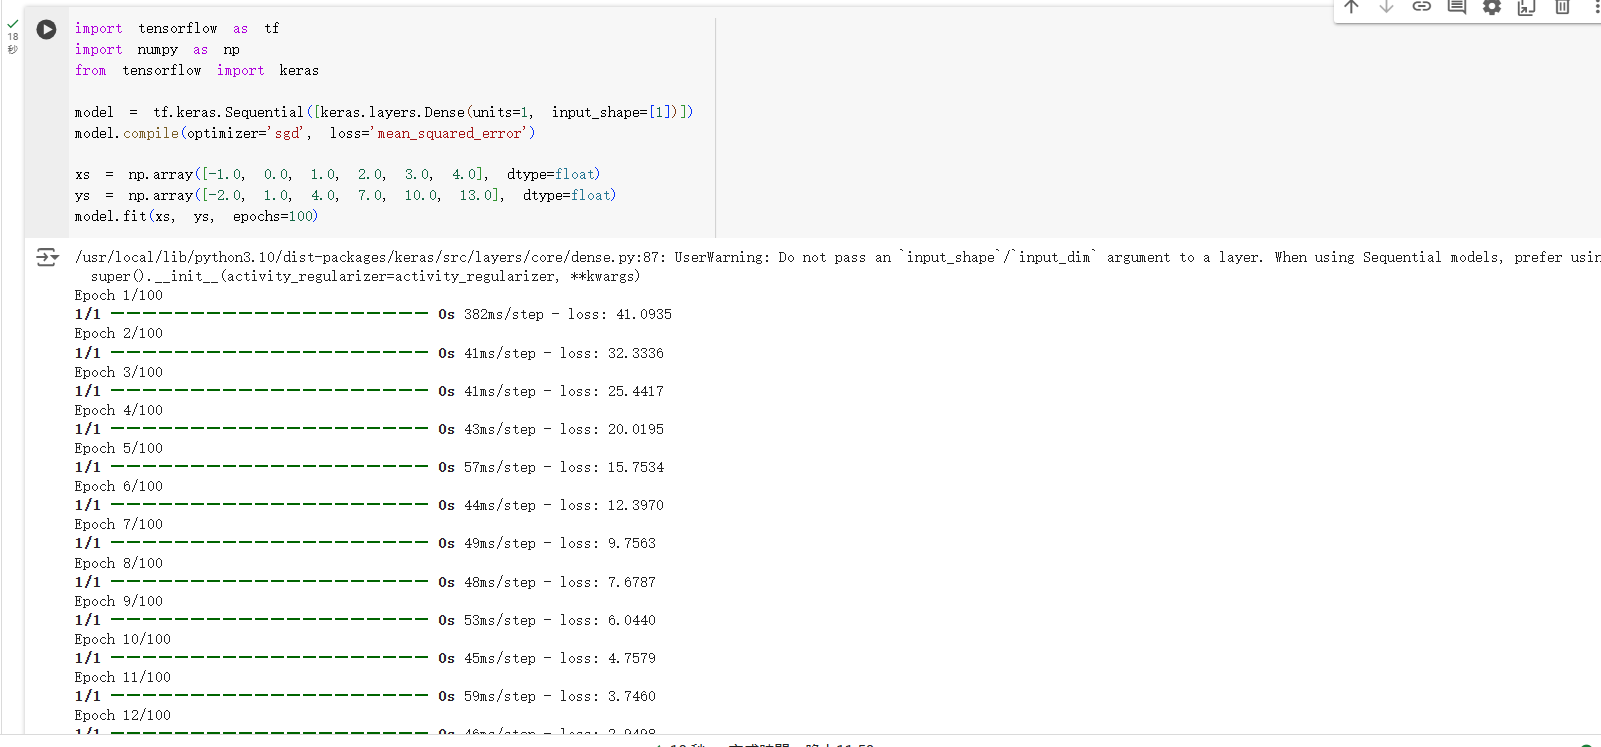 18
秒
import tensorflow as tf
import numpy as np
from tensorflow import keras
model = tf.keras.Sequential([keras.layers.Dense(units=1, input_shape=[1])])
model.compile(optimizer='sgd', loss='mean_squared_error')
xs = np.array([-1.0, 0.0, 1.0, 2.0, 3.0, 4.0], dtype=float)
ys = np.array([-2.0, 1.0, 4.0, 7.0, 10.0, 13.0], dtype=float)
model.fit(xs, ys, epochs=100)
/usr/local/lib/python3.10/dist-packages/keras/src/layers/core/dense.py:87: UserWarning: Do not pass an `input_shape`/`input_dim` argument to a layer. When using Sequential models, prefer usin
super().__init__(activity_regularizer=activity_regularizer, **kwargs)
Epoch 1/100
1/1 ━━━━━━━━━━━━━━━━━━━━ 0s 382ms/step - loss: 41.0935
Epoch 2/100
1/1 ━━━━━━━━━━━━━━━━━━━━ 0s 41ms/step - loss: 32.3336
Epoch 3/100
1/1 ━━━━━━━━━━━━━━━━━━━━ 0s 41ms/step - loss: 25.4417
Epoch 4/100
1/1 ━━━━━━━━━━━━━━━━━━━━ 0s 43ms/step - loss: 20.0195
Epoch 5/100
1/1 ━━━━━━━━━━━━━━━━━━━━ 0s 57ms/step - loss: 15.7534
Epoch 6/100
1/1 ━━━━━━━━━━━━━━━━━━━━ 0s 44ms/step - loss: 12.3970
Epoch 7/100
1/1 ━━━━━━━━━━━━━━━━━━━━ 0s 49ms/step - loss: 9.7563
Epoch 8/100
1/1 ━━━━━━━━━━━━━━━━━━━━ 0s 48ms/step - loss: 7.6787
Epoch 9/100
1/1 ━━━━━━━━━━━━━━━━━━━━ 0s 53ms/step - loss: 6.0440
Epoch 10/100
1/1 ━━━━━━━━━━━━━━━━━━━━ 0s 45ms/step - loss: 4.7579
Epoch 11/100
1/1 ━━━━━━━━━━━━━━━━━━━━ 0s 59ms/step - loss: 3.7460
Epoch 12/100
1/1 ━━━━━━━━━━━━━━━━━━━━ 0s 46ms/step - loss: 2.9498